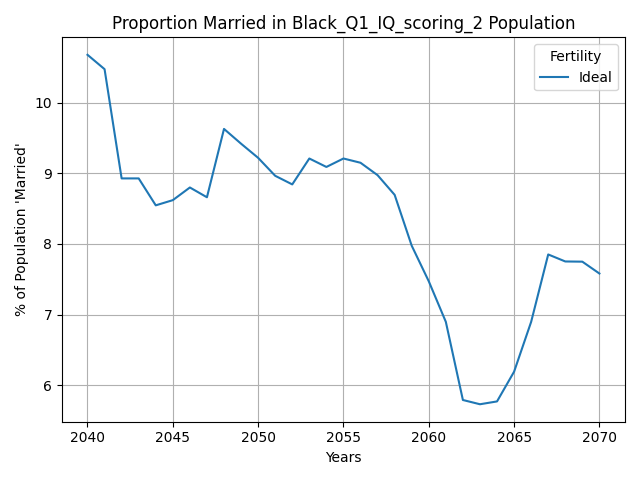 Proportion Married in Black_Q1_IQ_scoring_2 Population
Fertility
Ideal
% of Population 'Married'
10
9
8
7
6
2040
2045
2050
2055
2060
2065
2070
Years